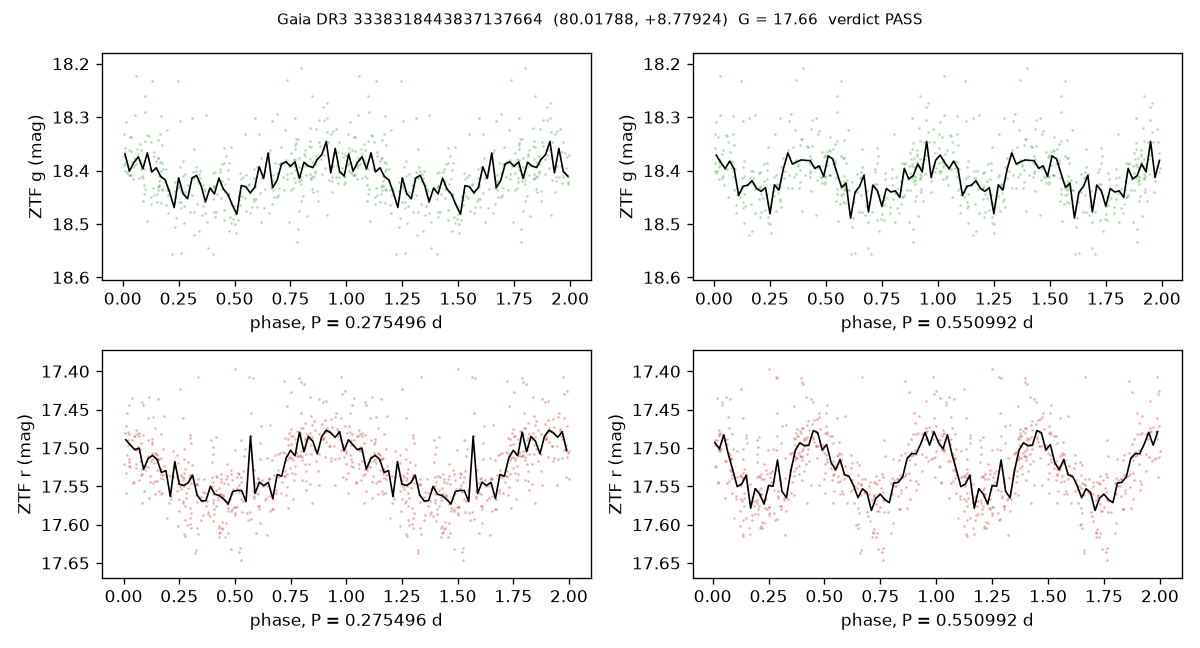 Gaia DR3 3338318443837137664 (80.01788, +8.77924) G = 17.66 verdict PASS
18.2
18.3
18.4
18.5
18.6
ZTF g (mag)
0.00 0.25 0.50 0.75 1.00 1.25 1.50 1.75 2.00
phase, P = 0.275496 d
18.2
18.3
18.4
18.5
18.6
ZTF g (mag)
0.00 0.25 0.50 0.75 1.00 1.25 1.50 1.75 2.00
phase, P = 0.550992 d
17.40
17.45
17.50
17.55
17.60
17.65
ZTF r (mag)
0.00 0.25 0.50 0.75 1.00 1.25 1.50 1.75 2.00
phase, P = 0.275496 d
17.40
17.45
17.50
17.55
17.60
17.65
ZTF r (mag)
0.00 0.25 0.50 0.75 1.00 1.25 1.50 1.75 2.00
phase, P = 0.550992 d